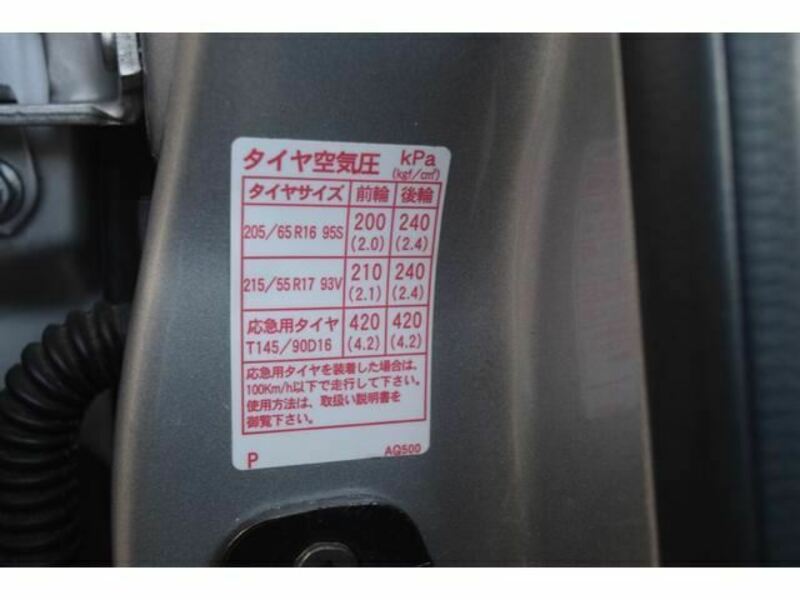 タイヤ空気圧 kPa
(kgf/cm²)
タイヤサイズ 前輪 後輪
205/65R16 95S 200 240
(2.0) (2.4)
215/55R17 93V 210 240
(2.1) (2.4)
応急用タイヤ 420 420
T145/90D16 (4.2) (4.2)
応急用タイヤを装着した場合は、
100Km/h以下で走行して下さい。
使用方法は、取扱い説明書を
御覧下さい。
P AQ500